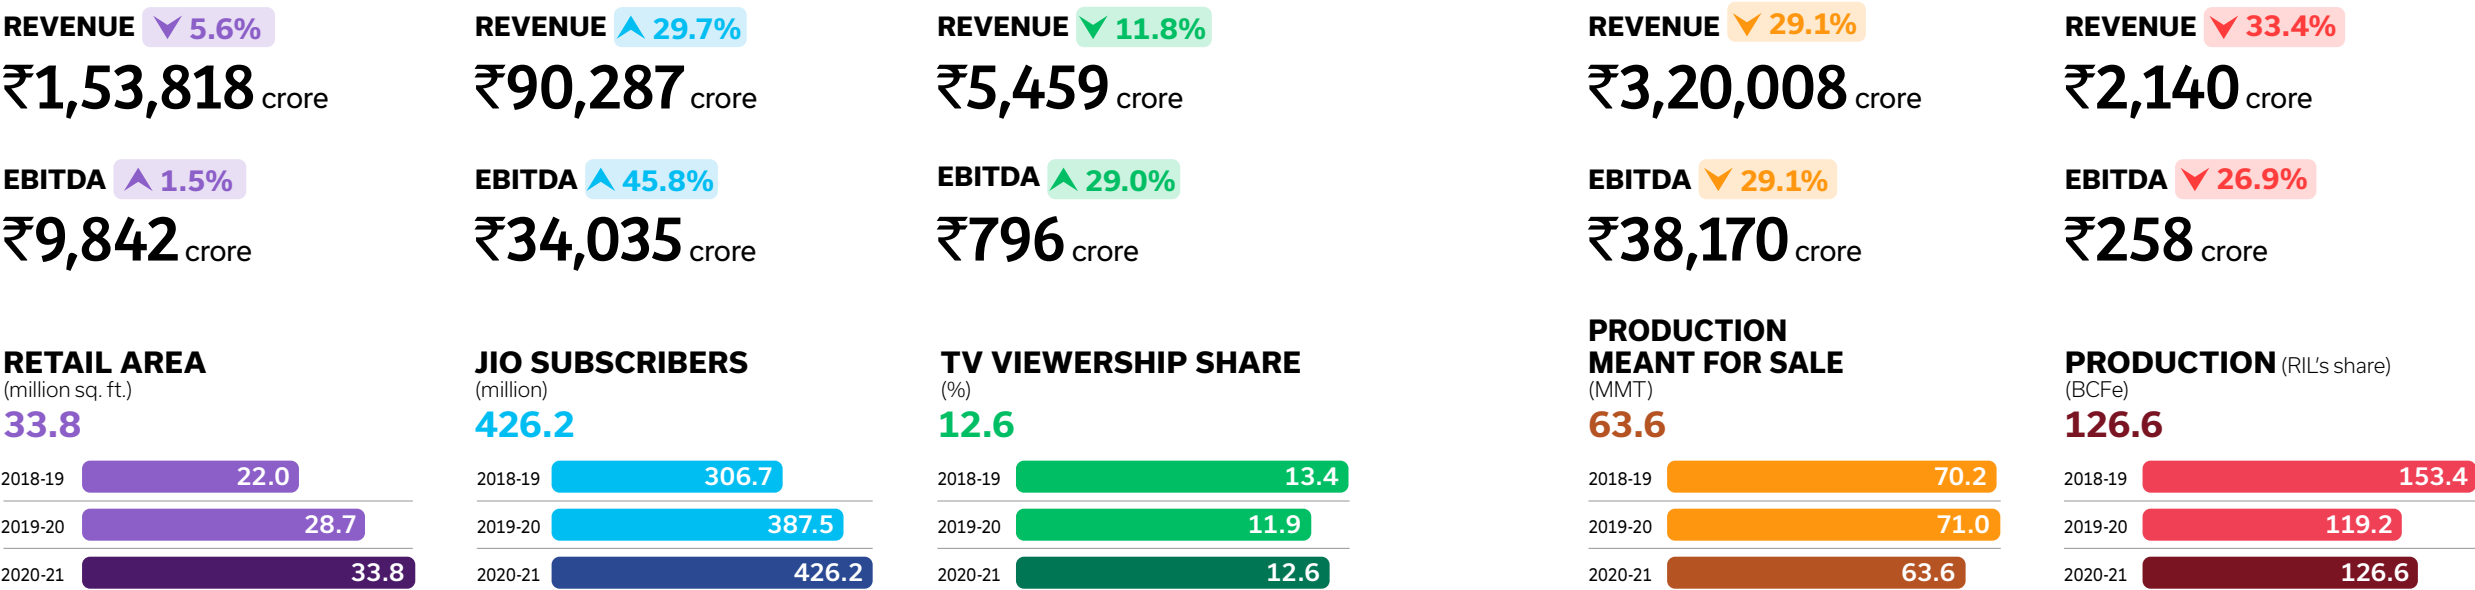 REVENUE 5.6%
₹1,53,818 crore
EBITDA 1.5%
₹9,842 crore
RETAIL AREA
(million sq. ft.)
33.8
2018-19 22.0
2019-20 28.7
2020-21 33.8
REVENUE 29.7%
₹90,287 crore
EBITDA 45.8%
₹34,035 crore
JIO SUBSCRIBERS
(million)
426.2
2018-19 306.7
2019-20 387.5
2020-21 426.2
REVENUE 11.8%
₹5,459 crore
EBITDA 29.0%
₹796 crore
TV VIEWERSHIP SHARE
(%)
12.6
2018-19 13.4
2019-20 11.9
2020-21 12.6
REVENUE 29.1%
₹3,20,008 crore
EBITDA 29.1%
₹38,170 crore
PRODUCTION
MEANT FOR SALE
(MMT)
63.6
2018-19 70.2
2019-20 71.0
2020-21 63.6
REVENUE 33.4%
₹2,140 crore
EBITDA 26.9%
₹258 crore
PRODUCTION (RIL's share)
(BCFe)
126.6
2018-19 153.4
2019-20 119.2
2020-21 126.6